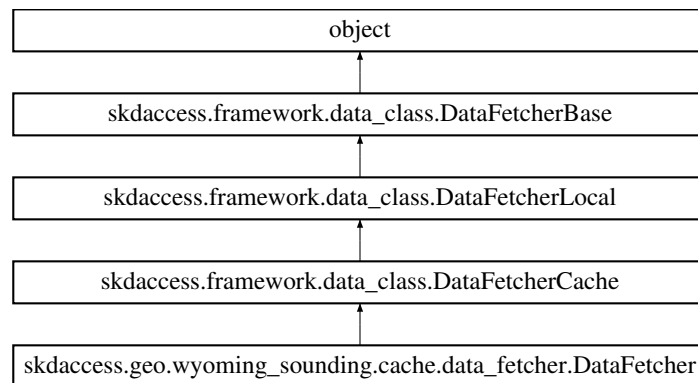 object
skdaccess.framework.data_class.DataFetcherBase
skdaccess.framework.data_class.DataFetcherLocal
skdaccess.framework.data_class.DataFetcherCache
skdaccess.geo.wyoming_sounding.cache.data_fetcher.DataFetcher